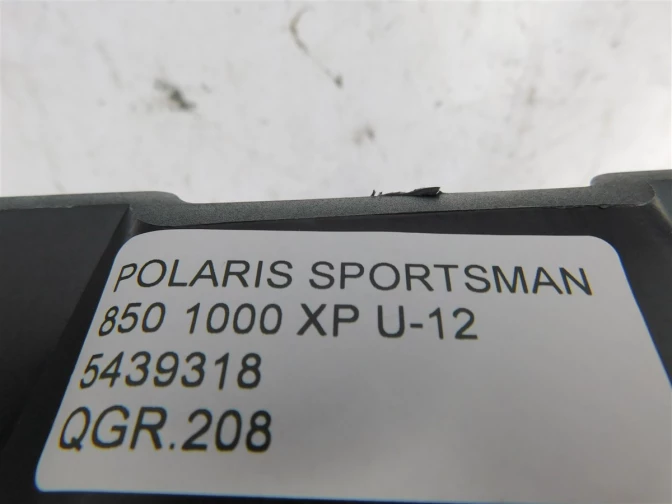 POLARIS SPORTSMAN
850 1000 XP U-12
5439318
QGR.208